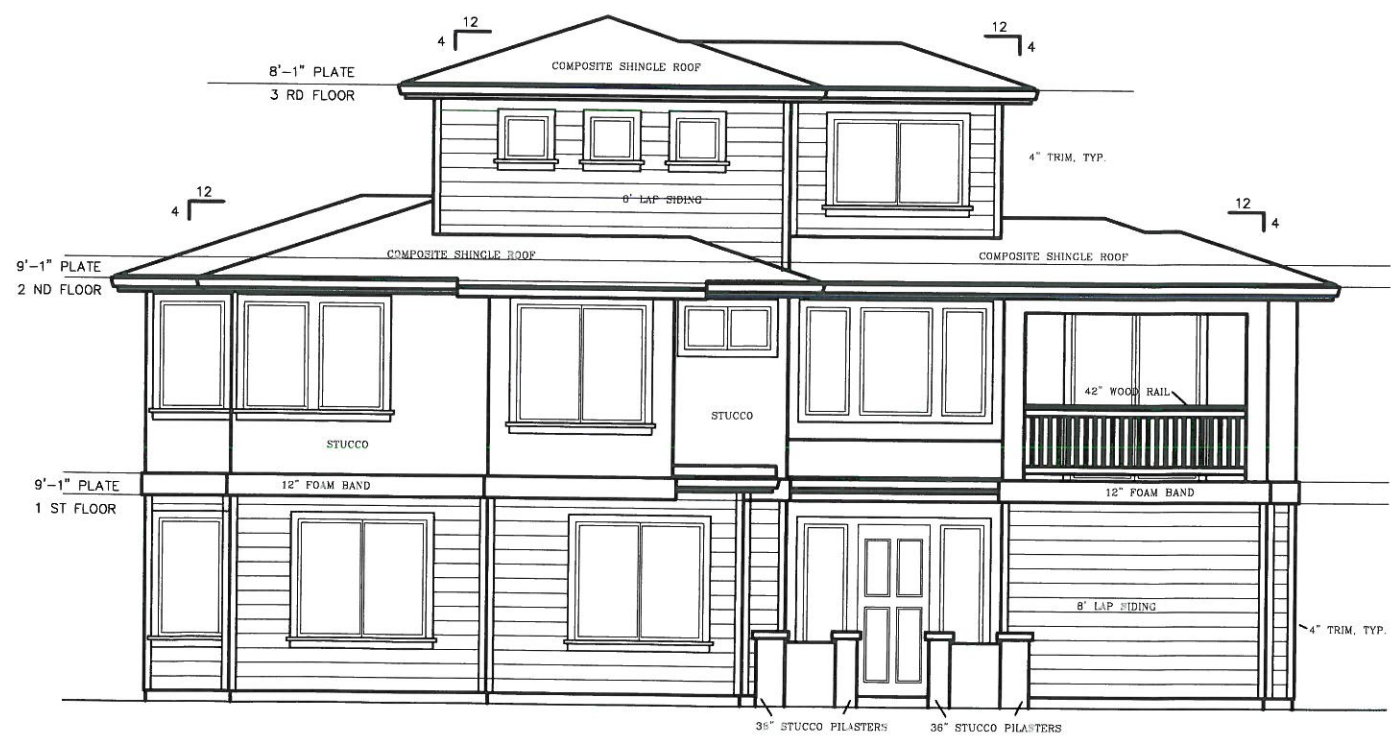 12
4
12
4
COMPOSITE SHINGLE ROOF
8'-1" PLATE
3 RD FLOOR
4" TRIM, TYP.
8' LAP SIDING
12
4
12
4
COMPOSITE SHINGLE ROOF
COMPOSITE SHINGLE ROOF
9'-1" PLATE
2 ND FLOOR
42" WOOD RAIL
STUCCO
STUCCO
9'-1" PLATE
12" FOAM BAND
12" FOAM BAND
1 ST FLOOR
8' LAP SIDING
4" TRIM, TYP.
36" STUCCO PILASTERS
36" STUCCO PILASTERS